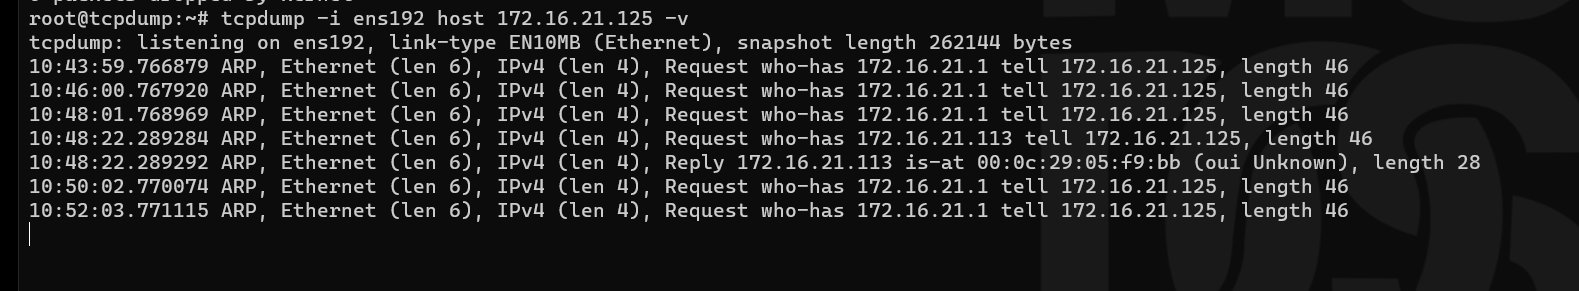 root@tcpdump:~# tcpdump -i ens192 host 172.16.21.125 -v
tcpdump: listening on ens192, link-type EN10MB (Ethernet), snapshot length 262144 bytes
10:43:59.766879 ARP, Ethernet (len 6), IPv4 (len 4), Request who-has 172.16.21.1 tell 172.16.21.125, length 46
10:46:00.767920 ARP, Ethernet (len 6), IPv4 (len 4), Request who-has 172.16.21.1 tell 172.16.21.125, length 46
10:48:01.768969 ARP, Ethernet (len 6), IPv4 (len 4), Request who-has 172.16.21.1 tell 172.16.21.125, length 46
10:48:22.289284 ARP, Ethernet (len 6), IPv4 (len 4), Request who-has 172.16.21.113 tell 172.16.21.125, length 46
10:48:22.289292 ARP, Ethernet (len 6), IPv4 (len 4), Reply 172.16.21.113 is-at 00:0c:29:05:f9:bb (oui Unknown), length 28
10:50:02.770074 ARP, Ethernet (len 6), IPv4 (len 4), Request who-has 172.16.21.1 tell 172.16.21.125, length 46
10:52:03.771115 ARP, Ethernet (len 6), IPv4 (len 4), Request who-has 172.16.21.1 tell 172.16.21.125, length 46